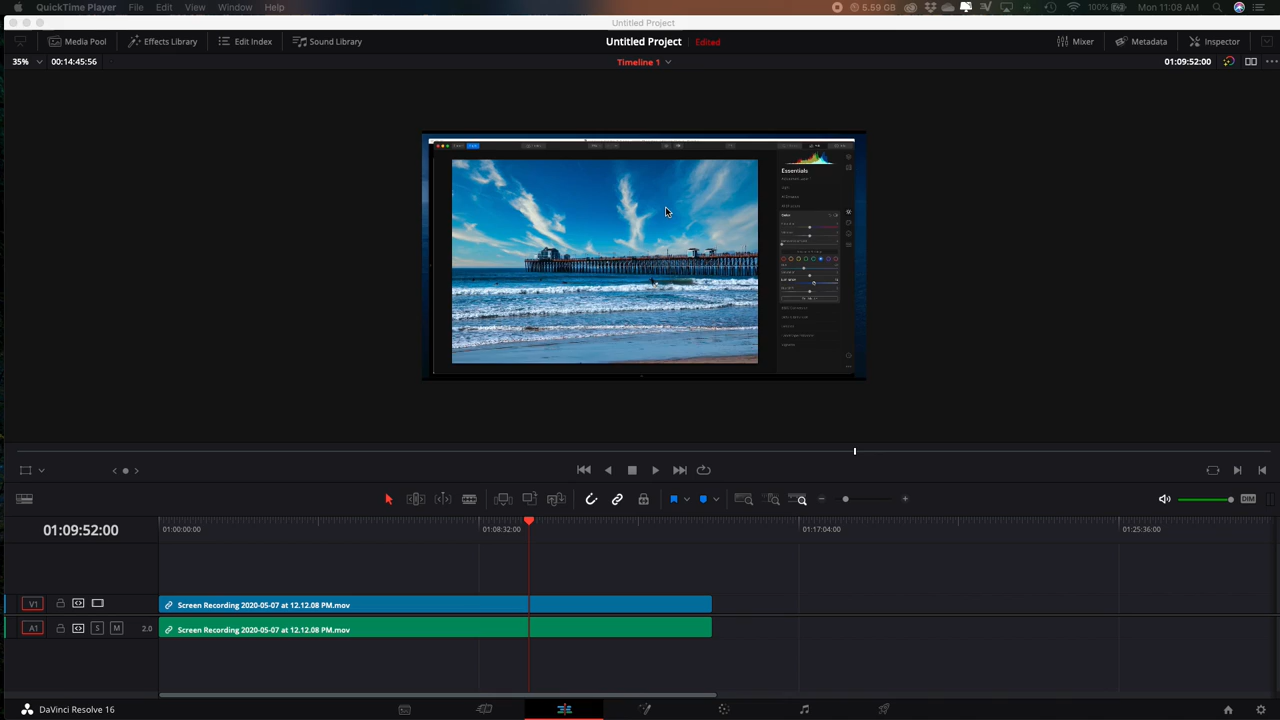 QuickTime Player File Edit View Window Help 5.59 GB 100% Mon 11:08 AM
Untitled Project
Media Pool Effects Library Edit Index Sound Library Untitled Project Edited Mixer Metadata Inspector
35% 00:14:45:56 Timeline 1 01:09:52:00
Essentials
Color
DIM
01:09:52:00 01:00:00:00 01:08:32:00 01:17:04:00 01:25:36:00
V1 Screen Recording 2020-05-07 at 12.12.08 PM.mov
A1 S M 2.0 Screen Recording 2020-05-07 at 12.12.08 PM.mov
DaVinci Resolve 16